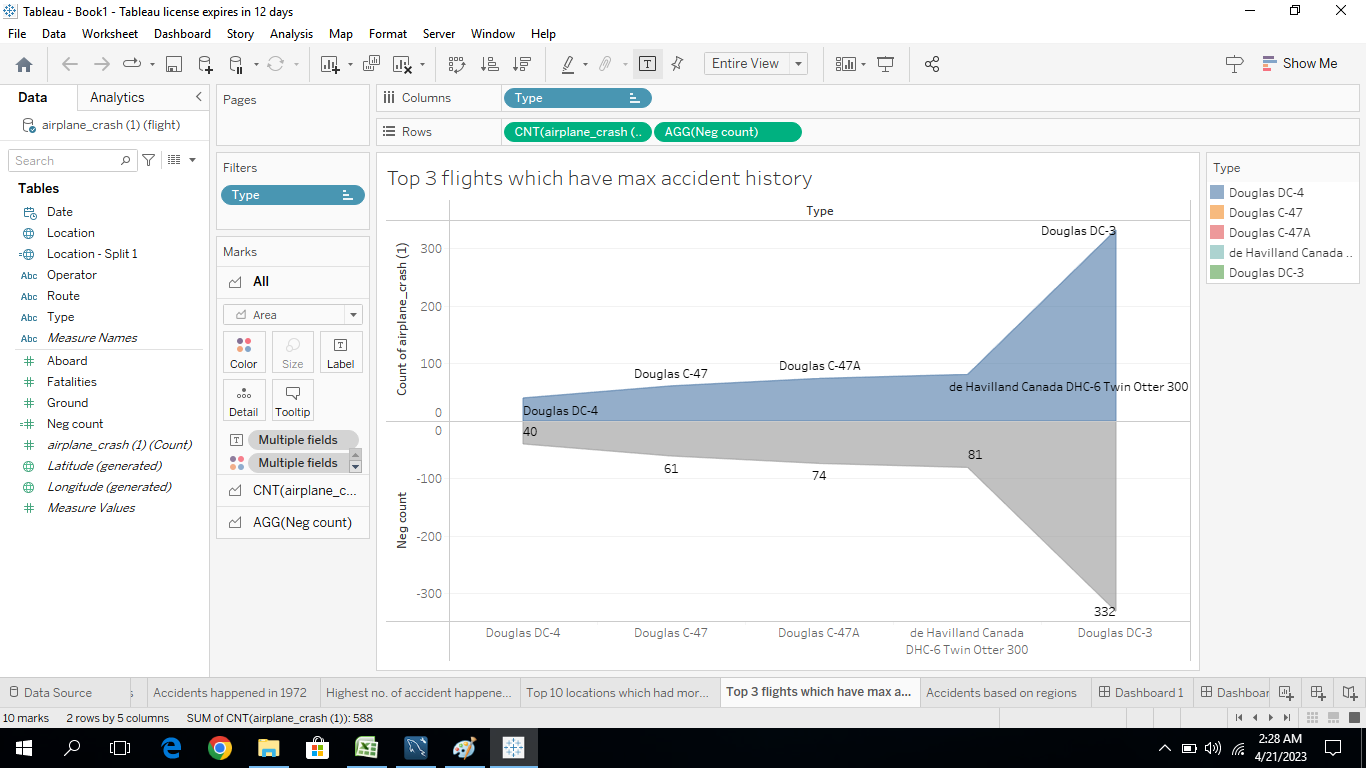 Tableau - Book1 - Tableau license expires in 12 days
File Data Worksheet Dashboard Story Analysis Map Format Server Window Help
Entire View
Show Me
Data Analytics
airplane_crash (1) (flight)
Search
Tables
Date
Location
Location - Split 1
Abc Operator
Abc Route
Abc Type
Abc Measure Names
Aboard
Fatalities
Ground
Neg count
airplane_crash (1) (Count)
Latitude (generated)
Longitude (generated)
Measure Values
Pages
Filters
Type
Marks
All
Area
Color Size Label
Detail Tooltip
Multiple fields
Multiple fields
CNT(airplane_c...
AGG(Neg count)
Columns Type
Rows CNT(airplane_crash (.. AGG(Neg count)
Top 3 flights which have max accident history
Type
Count of airplane_crash (1)
300
200
100
0
Douglas DC-4
Douglas C-47
Douglas C-47A
de Havilland Canada DHC-6 Twin Otter 300
Douglas DC-3
Neg count
0
-100
-200
-300
40
61
74
81
332
Douglas DC-4 Douglas C-47 Douglas C-47A de Havilland Canada Douglas DC-3
DHC-6 Twin Otter 300
Type
Douglas DC-4
Douglas C-47
Douglas C-47A
de Havilland Canada ..
Douglas DC-3
Data Source s Accidents happened in 1972 Highest no. of accident happene... Top 10 locations which had mor... Top 3 flights which have max a... Accidents based on regions Dashboard 1 Dashboar
10 marks 2 rows by 5 columns SUM of CNT(airplane_crash (1)): 588
2:28 AM
4/21/2023